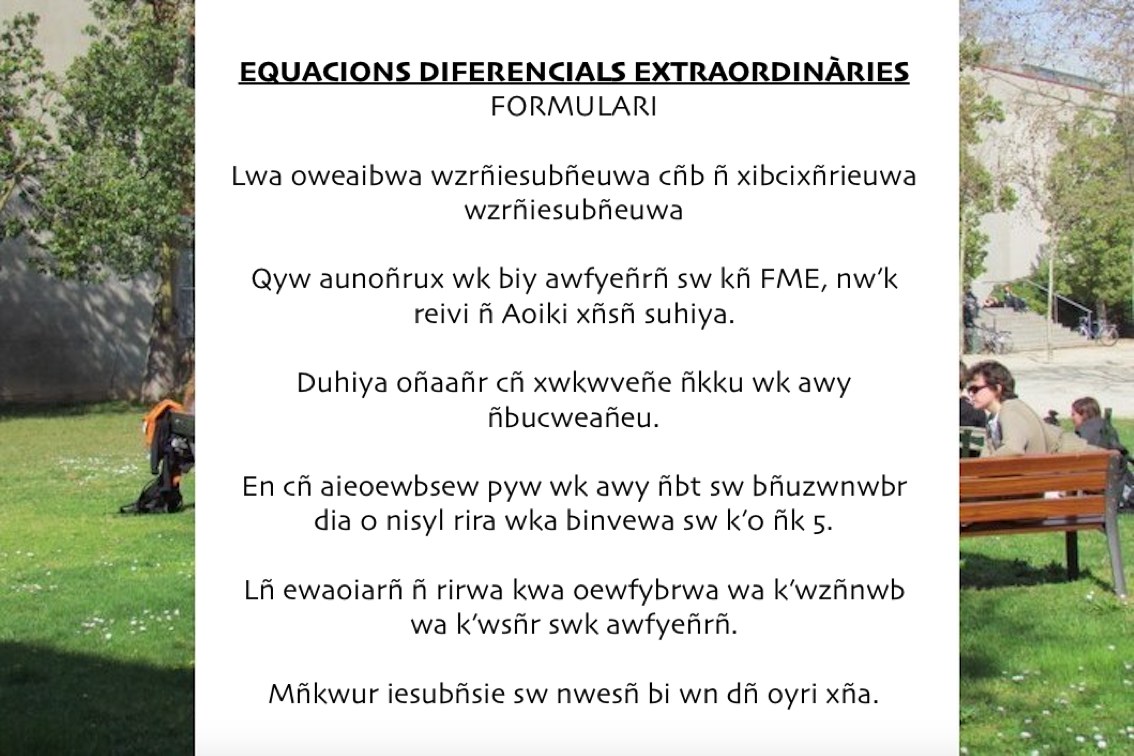 EQUACIONS DIFERENCIALS EXTRAORDINÀRIES
FORMULARI
Lwa oweaibwa wzrñiesubñeuwa cñb ñ xibcixñrieuwa
wzrñiesubñeuwa
Qyw aunoñrux wk biy awfyeñrñ sw kñ FME, nw’k
reivi ñ Aoiki xñsñ suhiya.
Duhiya oñaañr cñ xwkwveñe ñkku wk awy
ñbucweañeu.
En cñ aieoewbsew pyw wk awy ñbt sw bñuzwnwbr
dia o nisyl rira wka binvewa sw k’o ñk 5.
Lñ ewaoiarñ ñ rirwa kwa oewfybrwa wa k’wzñnwb
wa k’wsñr swk awfyeñrñ.
Mñkwur iesubñsie sw nwesñ bi wn dñ oyri xña.